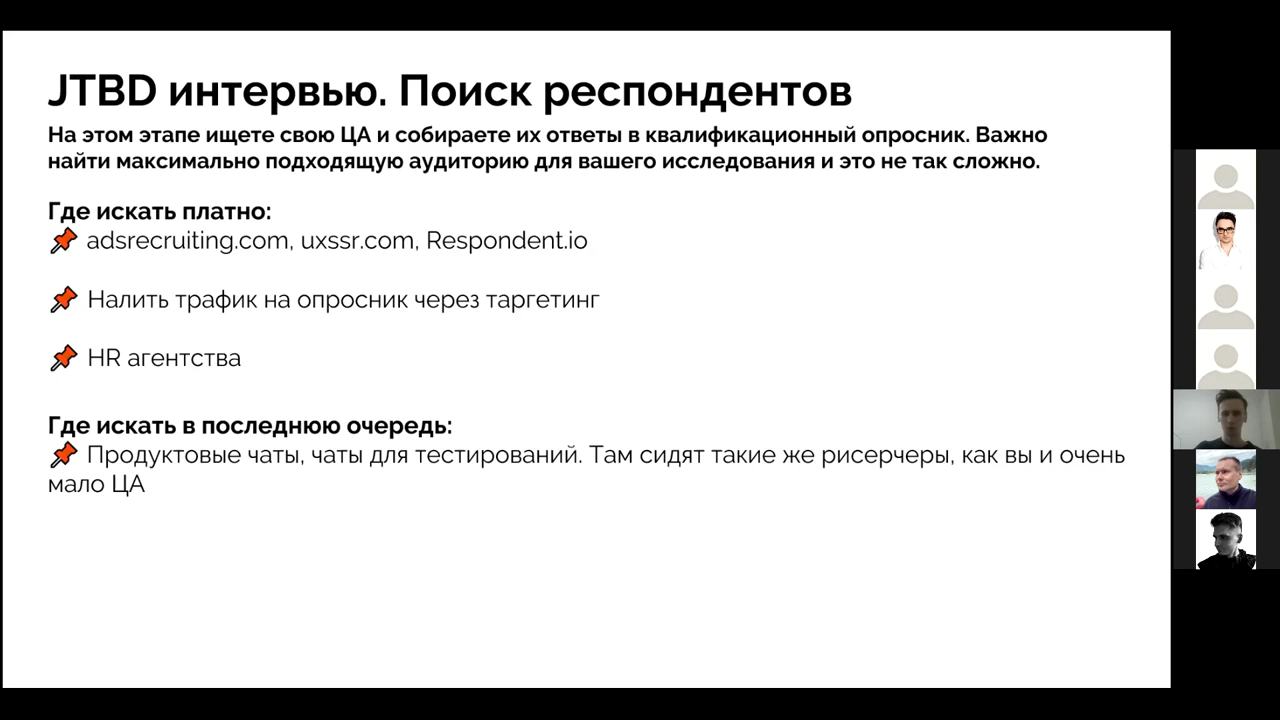 JTBD интервью. Поиск респондентов
На этом этапе ищете свою ЦА и собираете их ответы в квалификационный опросник. Важно
найти максимально подходящую аудиторию для вашего исследования и это не так сложно.
Где искать платно:
📌 adsrecruiting.com, uxssr.com, Respondent.io
📌 Налить трафик на опросник через таргетинг
📌 HR агентства
Где искать в последнюю очередь:
📌 Продуктовые чаты, чаты для тестирований. Там сидят такие же рисерчеры, как вы и очень
мало ЦА